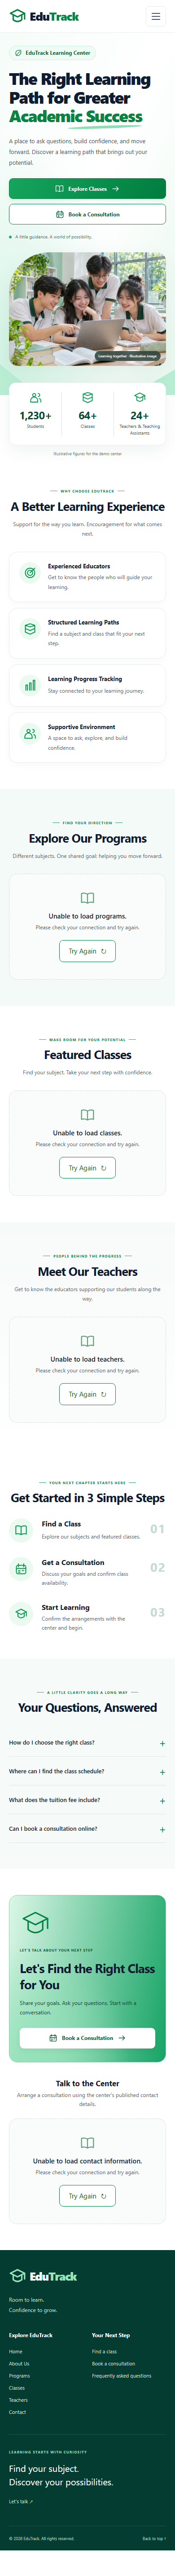 EduTrack
EduTrack Learning Center
The Right Learning
Path for Greater
Academic Success
A place to ask questions, build confidence, and move
forward. Discover a learning path that brings out your
potential.
Explore Classes →
Book a Consultation
A little guidance. A world of possibility.
Learning together · Illustrative image
1,230+
Students
64+
Classes
24+
Teachers & Teaching
Assistants
Illustrative figures for the demo center
WHY CHOOSE EDUTRACK
A Better Learning Experience
Support for the way you learn. Encouragement for what comes
next.
Experienced Educators
Get to know the people who will guide your
learning.
Structured Learning Paths
Find a subject and class that fit your next
step.
Learning Progress Tracking
Stay connected to your learning journey.
Supportive Environment
A space to ask, explore, and build
confidence.
FIND YOUR DIRECTION
Explore Our Programs
Different subjects. One shared goal: helping you move forward.
Unable to load programs.
Please check your connection and try again.
Try Again ↻
MAKE ROOM FOR YOUR POTENTIAL
Featured Classes
Find your subject. Take your next step with confidence.
Unable to load classes.
Please check your connection and try again.
Try Again ↻
PEOPLE BEHIND THE PROGRESS
Meet Our Teachers
Get to know the educators supporting our students along the
way.
Unable to load teachers.
Please check your connection and try again.
Try Again ↻
YOUR NEXT CHAPTER STARTS HERE
Get Started in 3 Simple Steps
Find a Class
Explore our subjects and featured classes.
01
Get a Consultation
Discuss your goals and confirm class
availability.
02
Start Learning
Confirm the arrangements with the
center and begin.
03
A LITTLE CLARITY GOES A LONG WAY
Your Questions, Answered
How do I choose the right class? +
Where can I find the class schedule? +
What does the tuition fee include? +
Can I book a consultation online? +
LET'S TALK ABOUT YOUR NEXT STEP
Let's Find the Right Class
for You
Share your goals. Ask your questions. Start with a
conversation.
Book a Consultation →
Talk to the Center
Arrange a consultation using the center's published contact
details.
Unable to load contact information.
Please check your connection and try again.
Try Again ↻
EduTrack
Room to learn.
Confidence to grow.
Explore EduTrack
Home
About Us
Programs
Classes
Teachers
Contact
Your Next Step
Find a class
Book a consultation
Frequently asked questions
LEARNING STARTS WITH CURIOSITY
Find your subject.
Discover your possibilities.
Let's talk ↗
© 2026 EduTrack. All rights reserved.
Back to top ↑